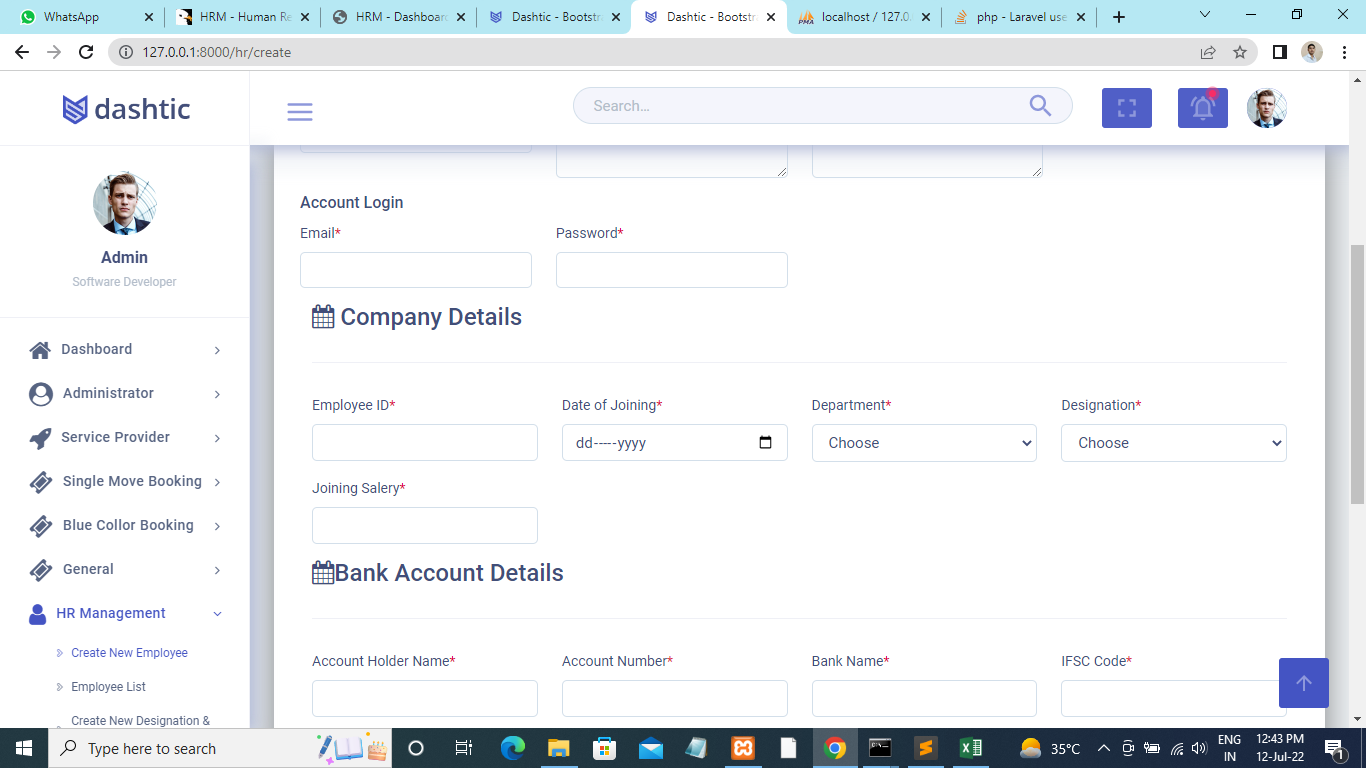 WhatsApp
HRM - Human Re
HRM - Dashboard
Dashtic - Bootstr
Dashtic - Bootstr
localhost / 127.0.
php - Laravel use
127.0.0.1:8000/hr/create
dashtic
Search...
Admin
Software Developer
Dashboard
Administrator
Service Provider
Single Move Booking
Blue Collor Booking
General
HR Management
Create New Employee
Employee List
Create New Designation &
Account Login
Email*
Password*
Company Details
Employee ID*
Date of Joining*
Department*
Designation*
dd-----yyyy
Choose
Choose
Joining Salery*
Bank Account Details
Account Holder Name*
Account Number*
Bank Name*
IFSC Code*
Type here to search
35°C
ENG
IN
12:43 PM
12-Jul-22
1